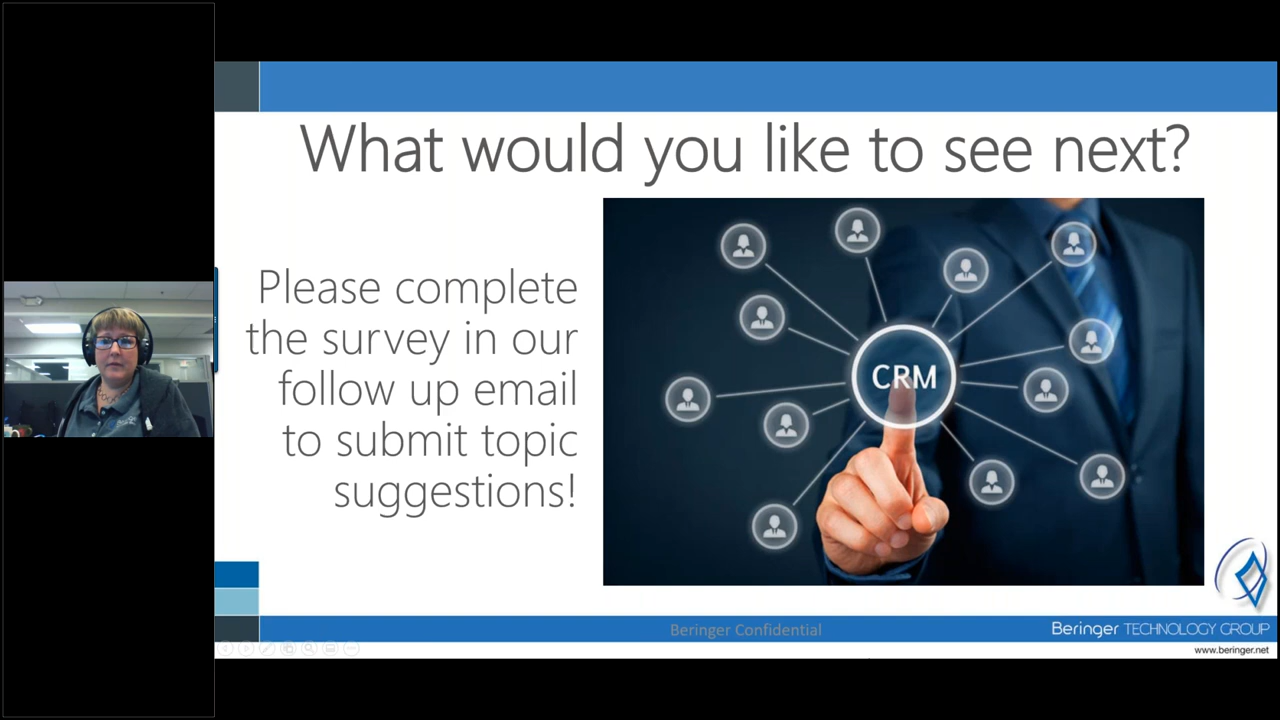 What would you like to see next?
Please complete
the survey in our
follow up email
to submit topic
suggestions!
CRM
Beringer Confidential
Beringer TECHNOLOGY GROUP
www.beringer.net